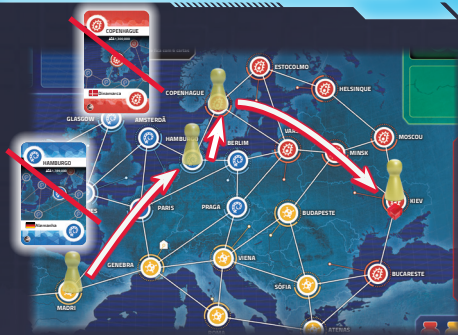 COPENHAGUE
Dinamarca
ESTOCOLMO
COPENHAGUE
HELSINQUE
GLASGOW
AMSTERDÃ
MOSCOU
HAMBURGO
BERLIM
MINSK
Alemanha
PARIS
PRAGA
KIEV
BUDAPESTE
VIENA
GENEBRA
SÓFIA
BUCARESTE
MADRI
ATENAS